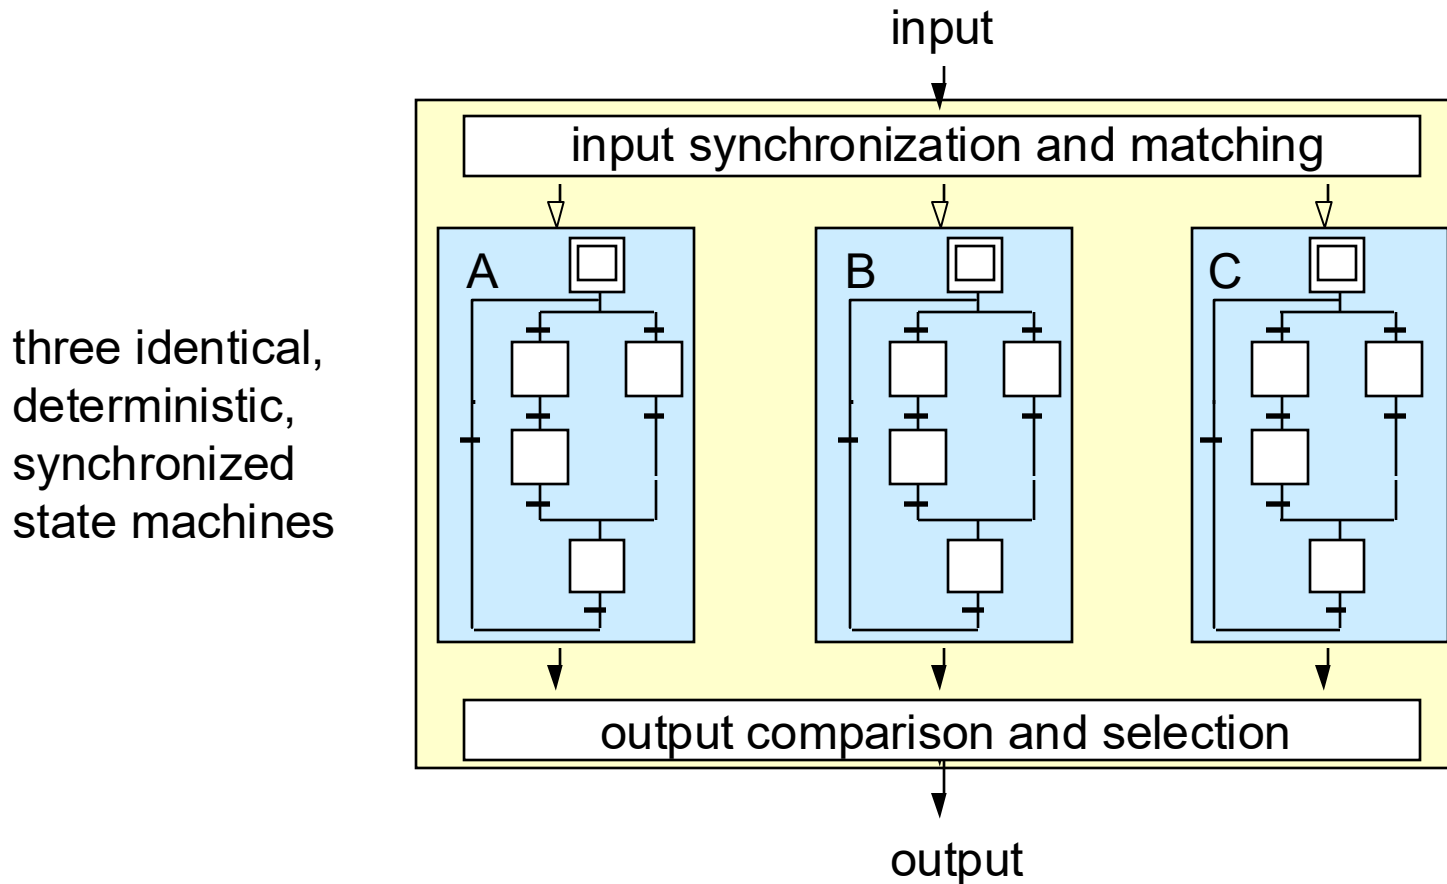 input
input synchronization and matching
A
B
C
three identical,
deterministic,
synchronized
state machines
output comparison and selection
output